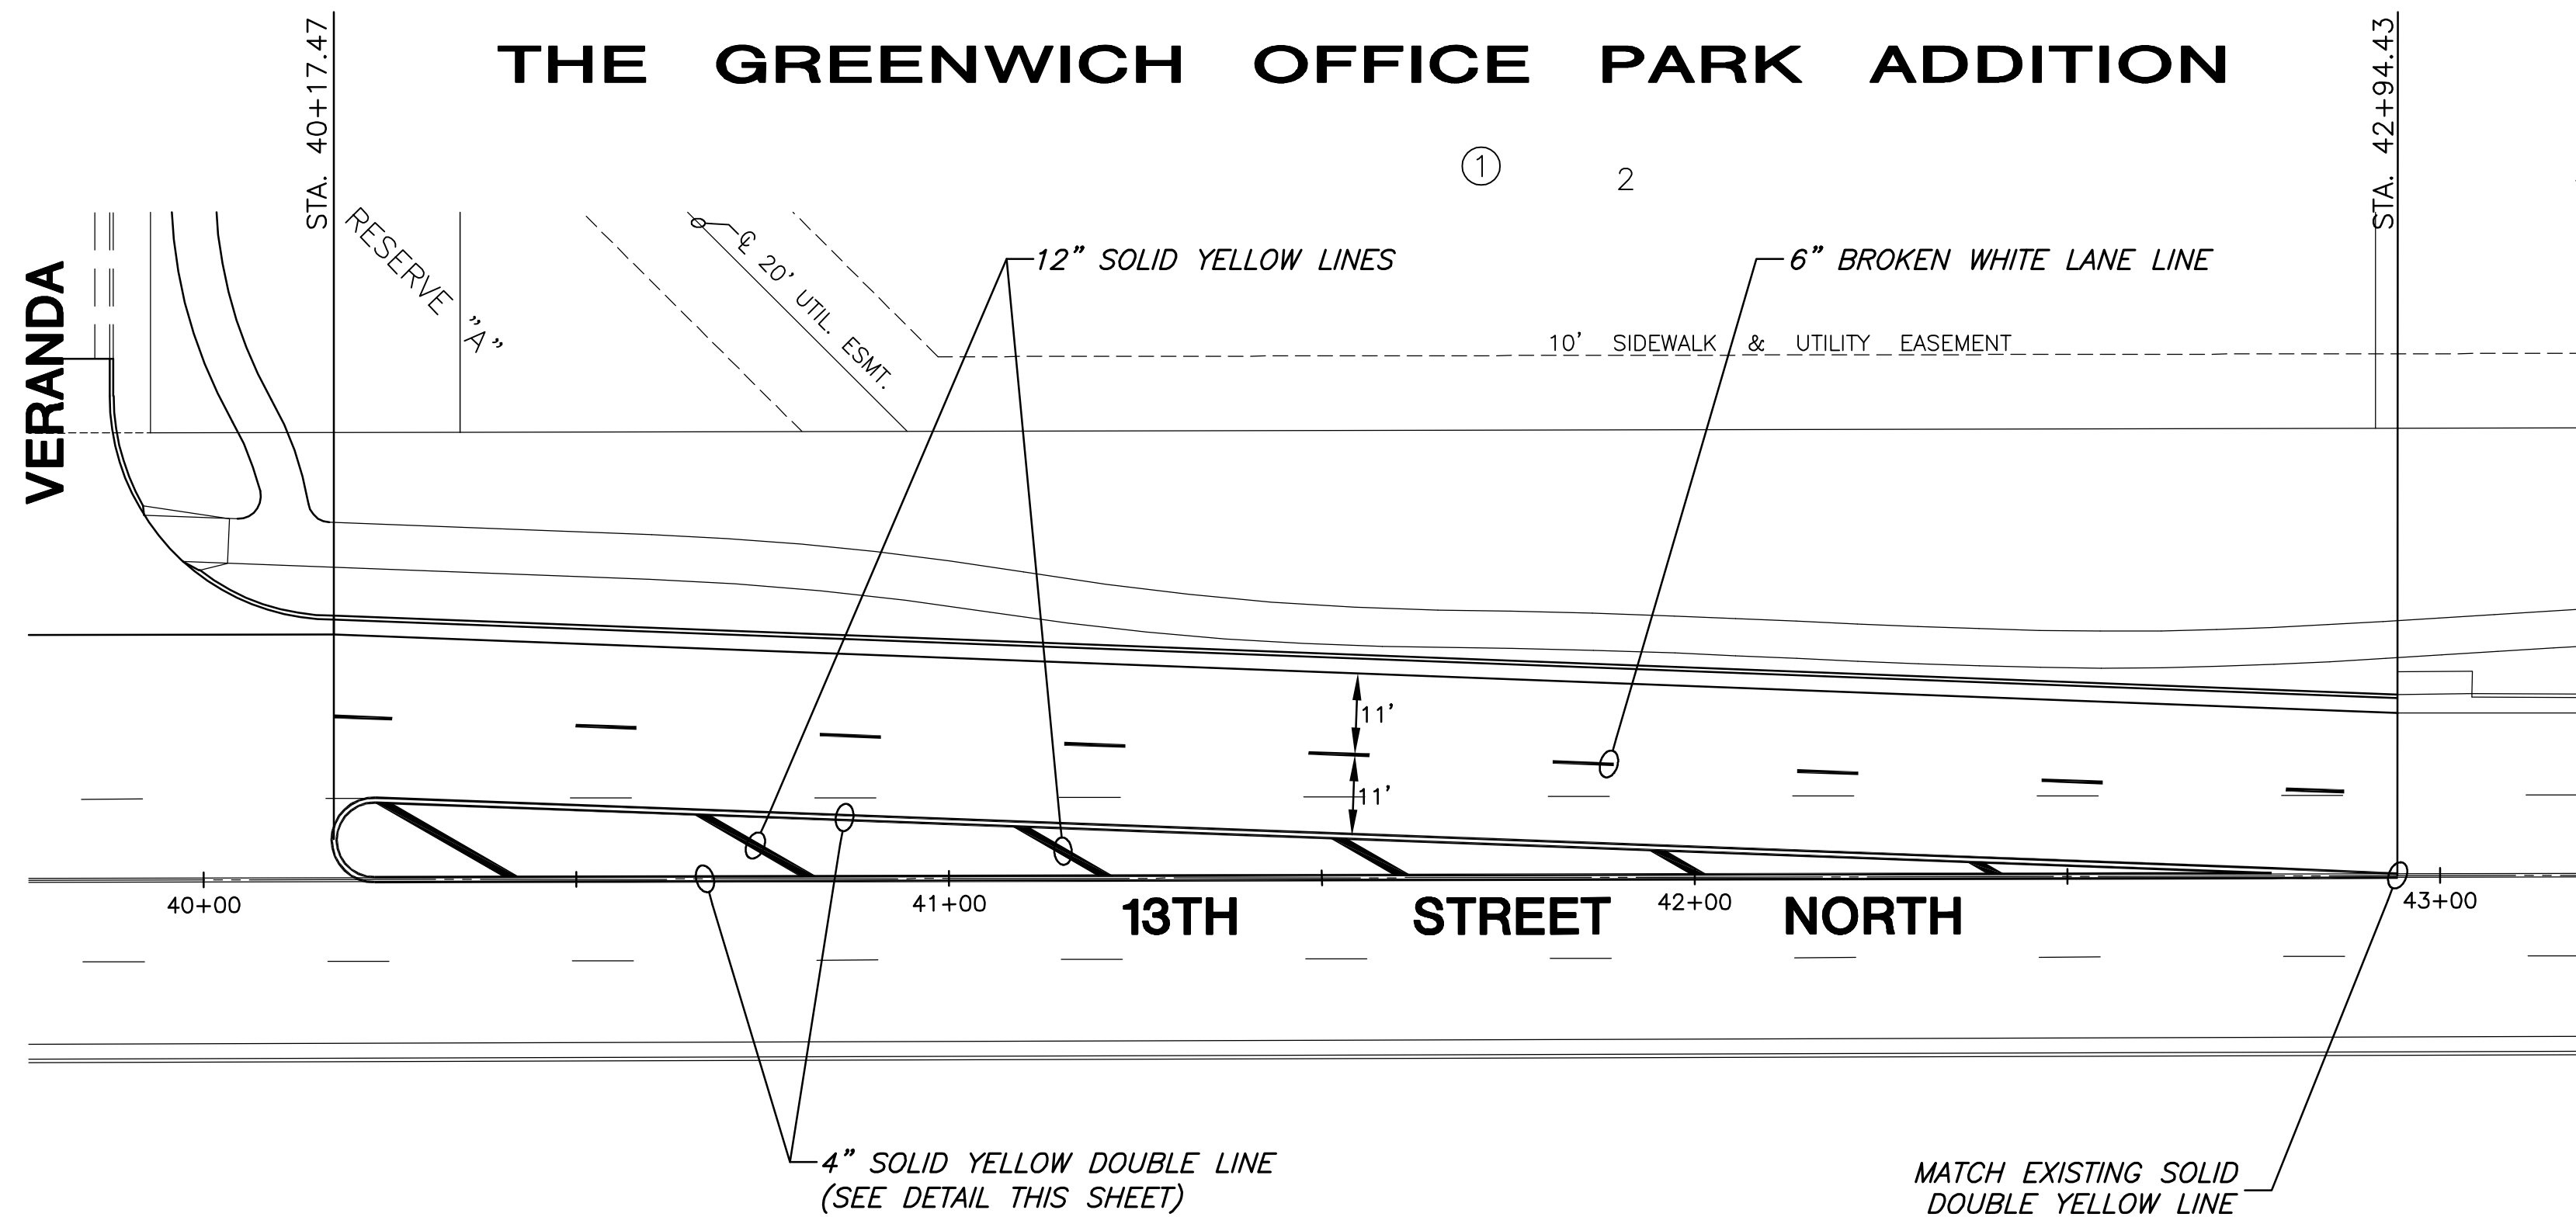 THE GREENWICH OFFICE PARK ADDITION
STA. 40+17.47
STA. 42+94.43
1
2
VERANDA
RESERVE "A"
℄ 20' UTIL. ESMT.
12" SOLID YELLOW LINES
6" BROKEN WHITE LANE LINE
10' SIDEWALK & UTILITY EASEMENT
11'
11'
40+00
41+00
42+00
43+00
13TH STREET NORTH
4" SOLID YELLOW DOUBLE LINE
(SEE DETAIL THIS SHEET)
MATCH EXISTING SOLID
DOUBLE YELLOW LINE